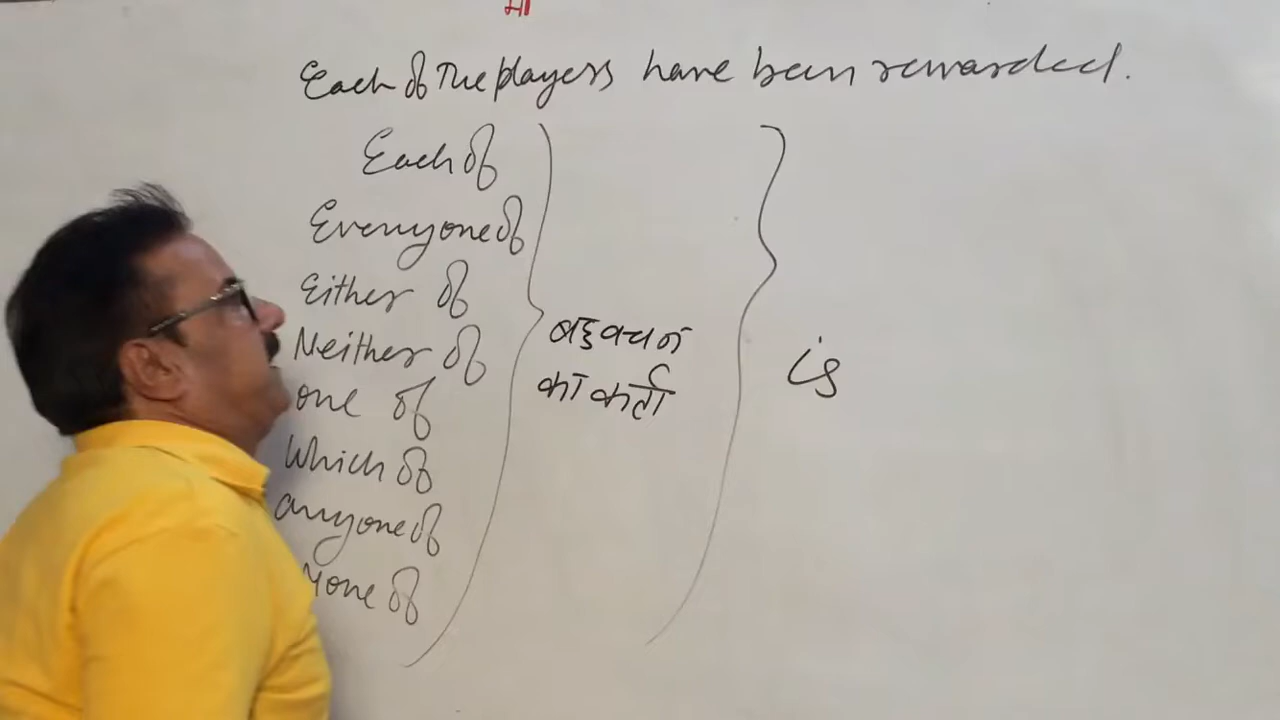 Each of the players have been rewarded.
Each of
Everyone of
Either of
Neither of
one of
which of
anyone of
None of
बहुवचन
का कर्ता
is